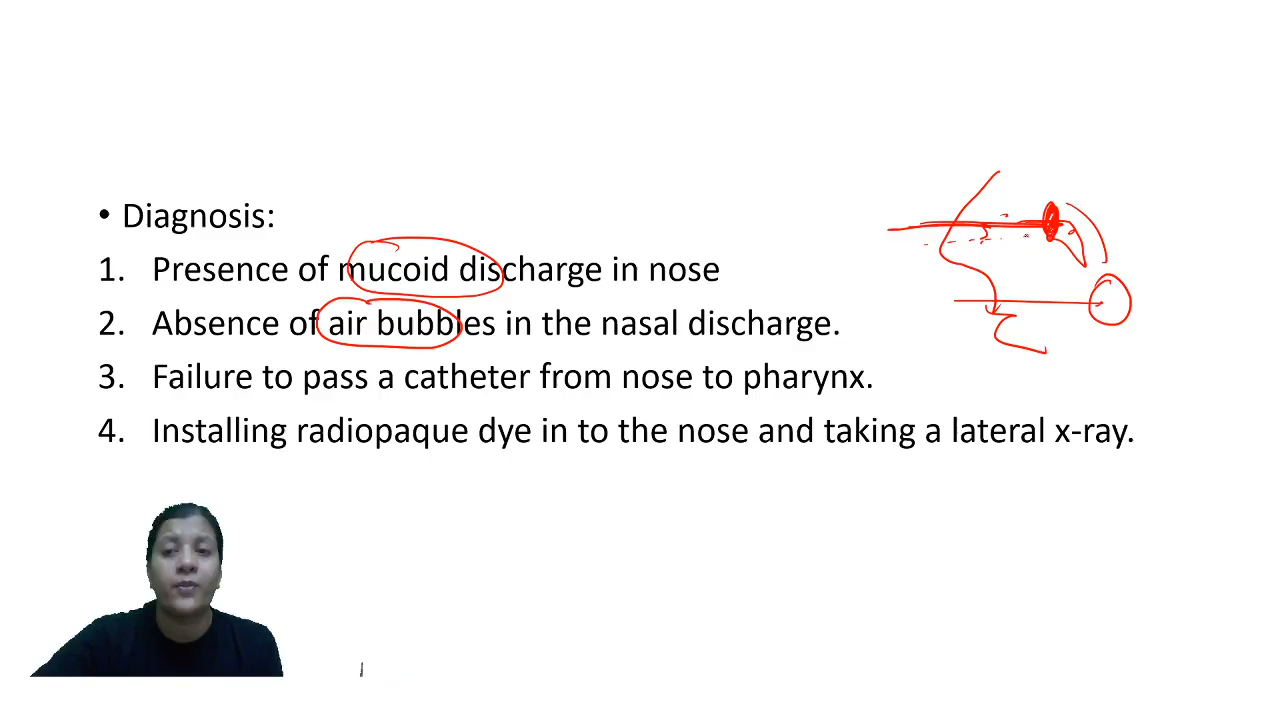 • Diagnosis:
1. Presence of mucoid discharge in nose
2. Absence of air bubbles in the nasal discharge.
3. Failure to pass a catheter from nose to pharynx.
4. Installing radiopaque dye in to the nose and taking a lateral x-ray.